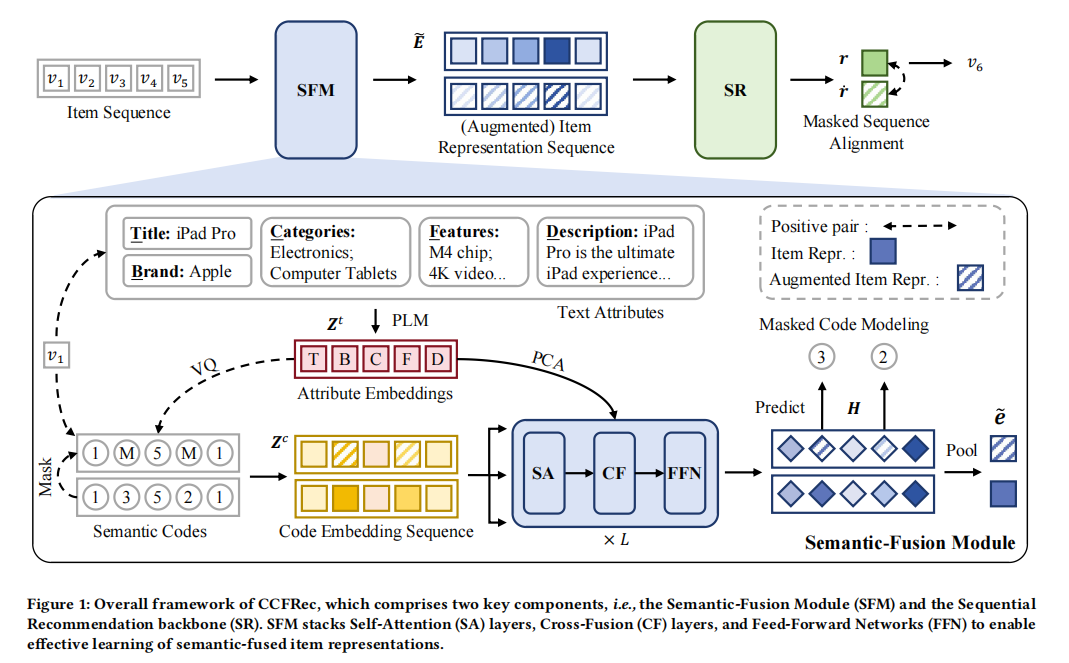 v1 v2 v3 v4 v5
Item Sequence
SFM
Ẽ
(Augmented) Item
Representation Sequence
SR
r
ṙ
v6
Masked Sequence
Alignment
Title: iPad Pro
Brand: Apple
Categories:
Electronics;
Computer Tablets
Features:
M4 chip;
4K video...
Description: iPad
Pro is the ultimate
iPad experience...
Text Attributes
Positive pair :
Item Repr. :
Augmented Item Repr. :
Z^t
PLM
v1
VQ
T B C F D
Attribute Embeddings
PCA
Masked Code Modeling
3 2
Predict
H
Mask
1 M 5 M 1
1 3 5 2 1
Semantic Codes
Z^c
Code Embedding Sequence
SA CF FFN
× L
Pool
ẽ
Semantic-Fusion Module
Figure 1: Overall framework of CCFRec, which comprises two key components, i.e., the Semantic-Fusion Module (SFM) and the Sequential
Recommendation backbone (SR). SFM stacks Self-Attention (SA) layers, Cross-Fusion (CF) layers, and Feed-Forward Networks (FFN) to enable
effective learning of semantic-fused item representations.